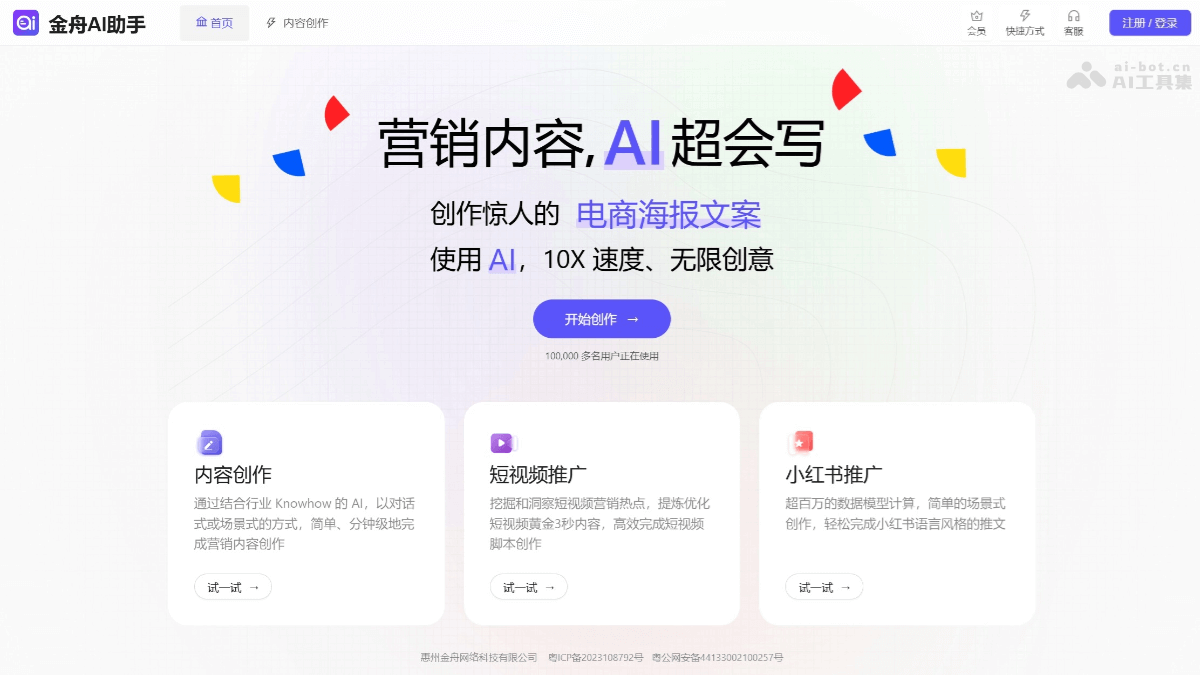 金舟AI助手
首页
内容创作
会员
快捷方式
客服
注册 / 登录
ai-bot.cn
AI工具集
营销内容, AI 超会写
创作惊人的 电商海报文案
使用 AI，10X 速度、无限创意
开始创作 →
100,000 多名用户正在使用
内容创作
通过结合行业 Knowhow 的 AI，以对话
式或场景式的方式，简单、分钟级地完
成营销内容创作
试一试 →
短视频推广
挖掘和洞察短视频营销热点，提炼优化
短视频黄金3秒内容，高效完成短视频
脚本创作
试一试 →
小红书推广
超百万的数据模型计算，简单的场景式
创作，轻松完成小红书语言风格的推文
试一试 →
惠州金舟网络科技有限公司 粤ICP备2023108792号 粤公网安备44133002100257号